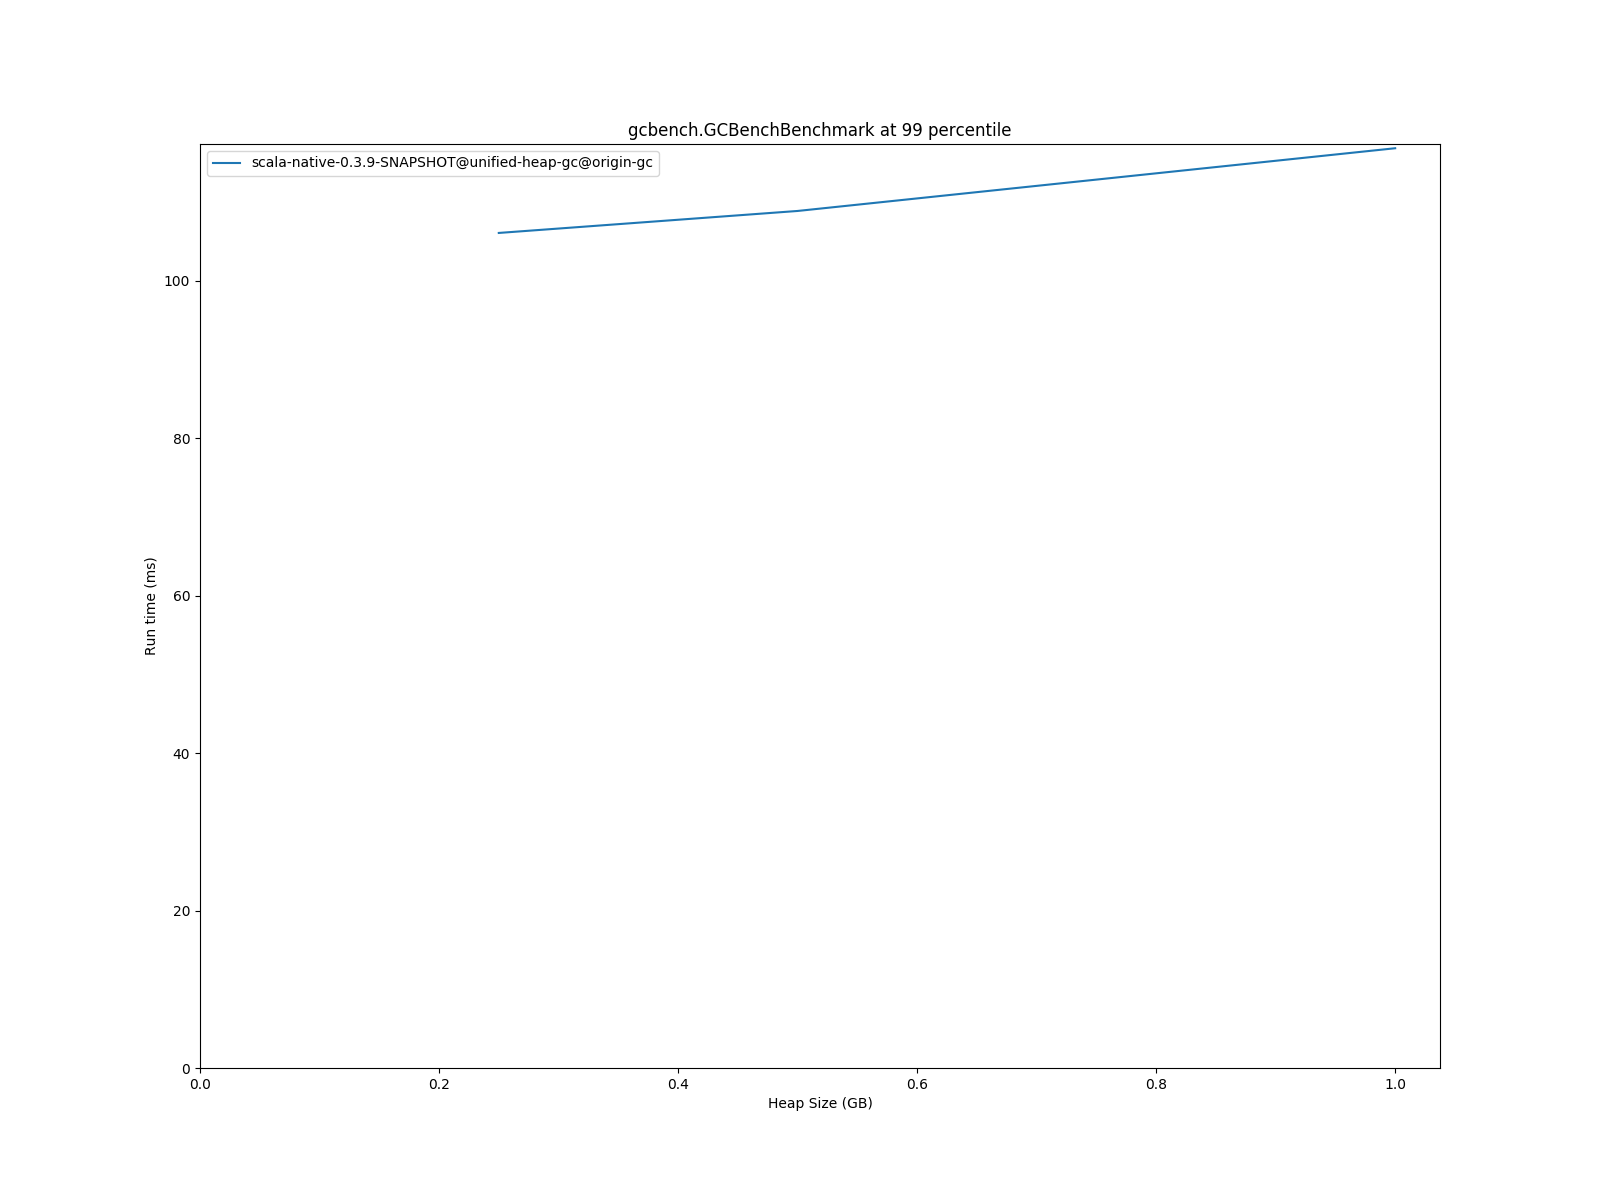 gcbench.GCBenchBenchmark at 99 percentile
scala-native-0.3.9-SNAPSHOT@unified-heap-gc@origin-gc
100
80
60
40
20
0
Run time (ms)
0.0 0.2 0.4 0.6 0.8 1.0
Heap Size (GB)